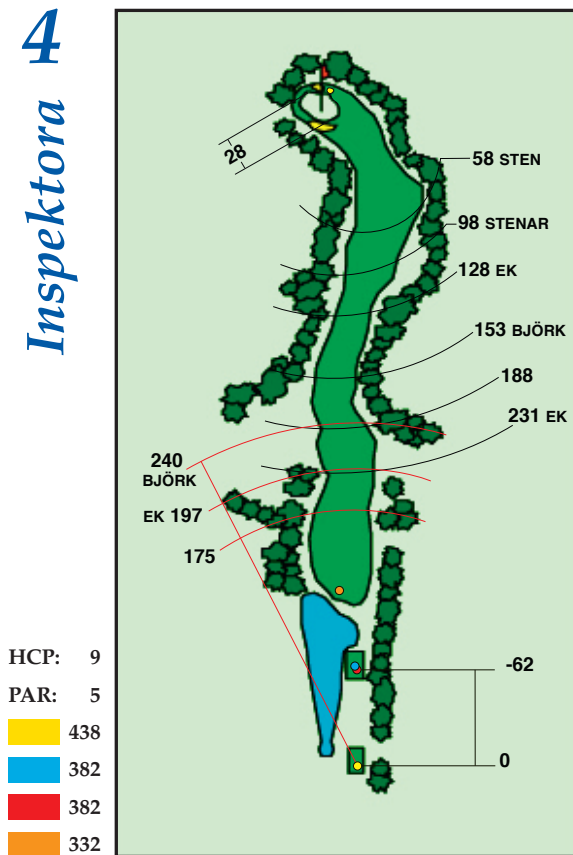 4
Inspektora
28
58 STEN
98 STENAR
128 EK
153 BJÖRK
188
231 EK
240
BJÖRK
EK 197
175
-62
0
HCP: 9
PAR: 5
438
382
382
332